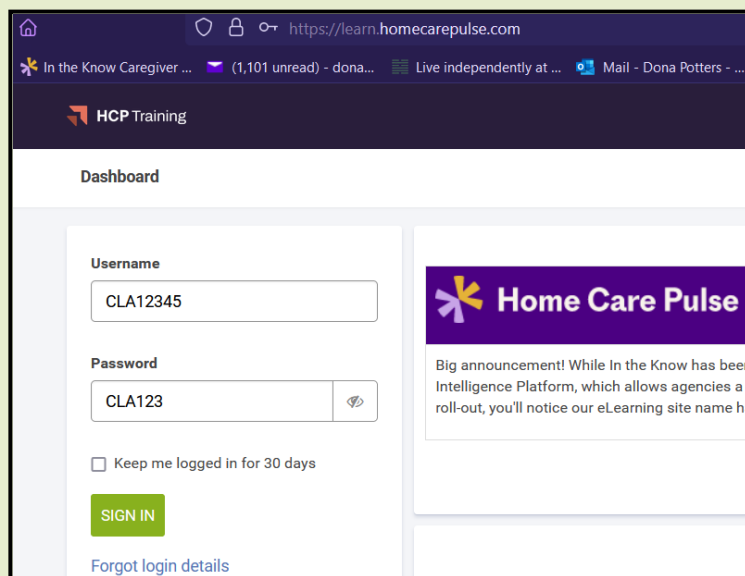 https://learn.homecarepulse.com
In the Know Caregiver ... (1,101 unread) - dona... Live independently at ... Mail - Dona Potters - ...
HCP Training
Dashboard
Username
CLA12345
Password
CLA123
Keep me logged in for 30 days
SIGN IN
Forgot login details
Home Care Pulse
Big announcement! While In the Know has bee
Intelligence Platform, which allows agencies a
roll-out, you'll notice our eLearning site name h